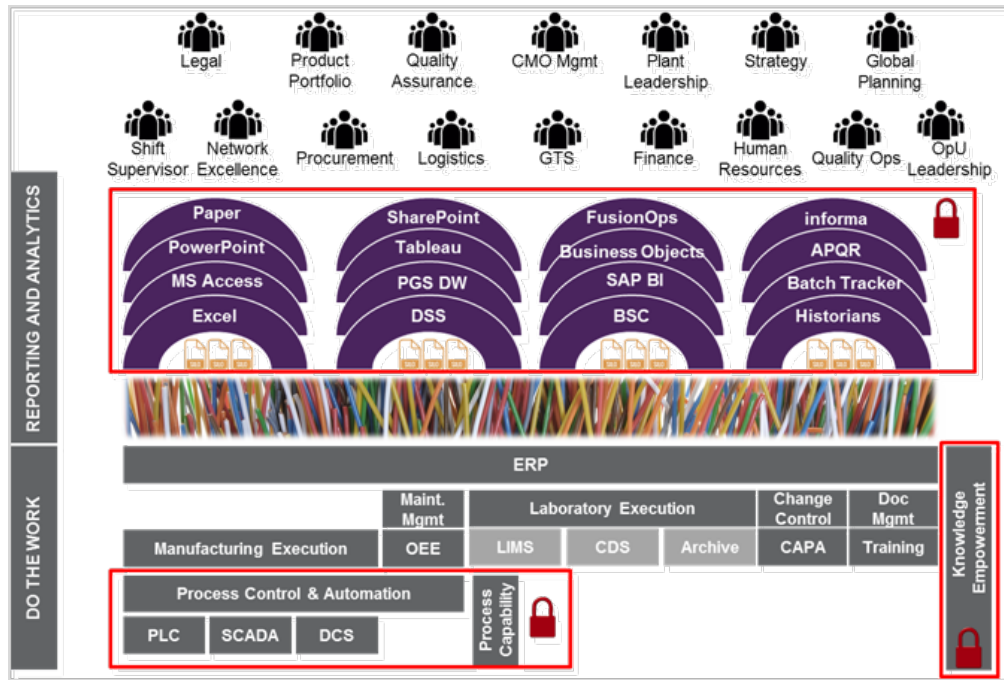 Legal
Product
Portfolio
Quality
Assurance
CMO Mgmt
Plant
Leadership
Strategy
Global
Planning
Shift
Supervisor
Network
Excellence
Procurement
Logistics
GTS
Finance
Human
Resources
Quality Ops
OpU
Leadership
REPORTING AND ANALYTICS
Paper
PowerPoint
MS Access
Excel
SharePoint
Tableau
PGS DW
DSS
FusionOps
Business Objects
SAP BI
BSC
informa
APQR
Batch Tracker
Historians
DO THE WORK
ERP
Maint.
Mgmt
Laboratory Execution
Change
Control
Doc
Mgmt
Manufacturing Execution
OEE
LIMS
CDS
Archive
CAPA
Training
Process Control & Automation
PLC
SCADA
DCS
Process
Capability
Knowledge
Empowerment